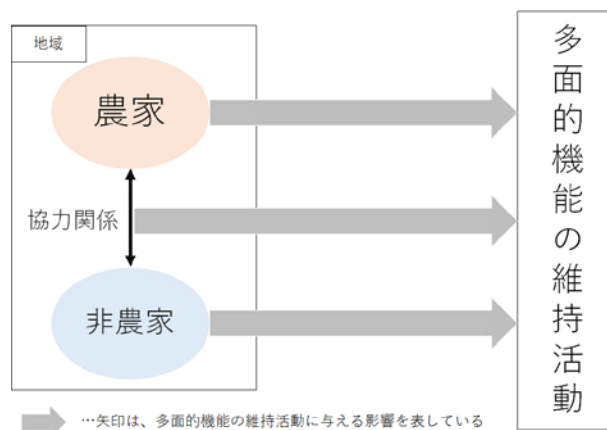 地域
農家
協力関係
非農家
多面的機能の維持活動
…矢印は、多面的機能の維持活動に与える影響を表している